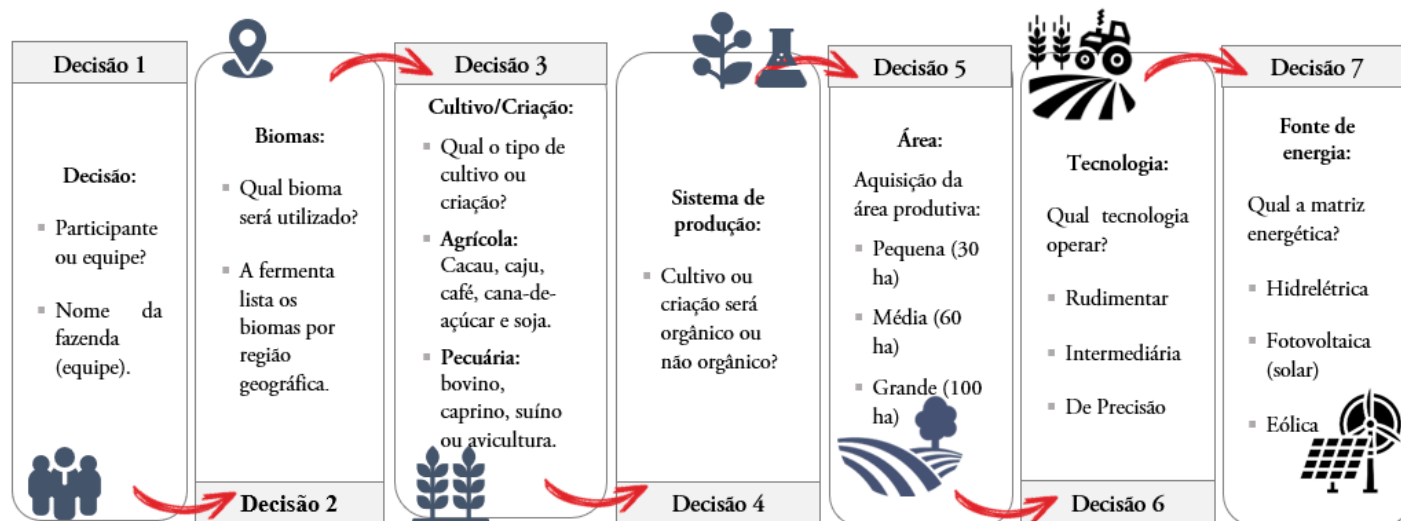 Decisão 1
Decisão:
▪ Participante
ou equipe?
▪ Nome da
fazenda
(equipe).
Biomas:
▪ Qual bioma
será utilizado?
▪ A fermenta
lista os
biomas por
região
geográfica.
Decisão 2
Decisão 3
Cultivo/Criação:
▪ Qual o tipo de
cultivo ou
criação?
▪ Agrícola:
Cacau, caju,
café, cana-de-
açúcar e soja.
▪ Pecuária:
bovino,
caprino, suíno
ou avicultura.
Sistema de
produção:
▪ Cultivo ou
criação será
orgânico ou
não orgânico?
Decisão 4
Decisão 5
Área:
Aquisição da
área produtiva:
▪ Pequena (30
ha)
▪ Média (60
ha)
▪ Grande (100
ha)
Tecnologia:
Qual tecnologia
operar?
▪ Rudimentar
▪ Intermediária
▪ De Precisão
Decisão 6
Decisão 7
Fonte de
energia:
Qual a matriz
energética?
▪ Hidrelétrica
▪ Fotovoltaica
(solar)
▪ Eólica